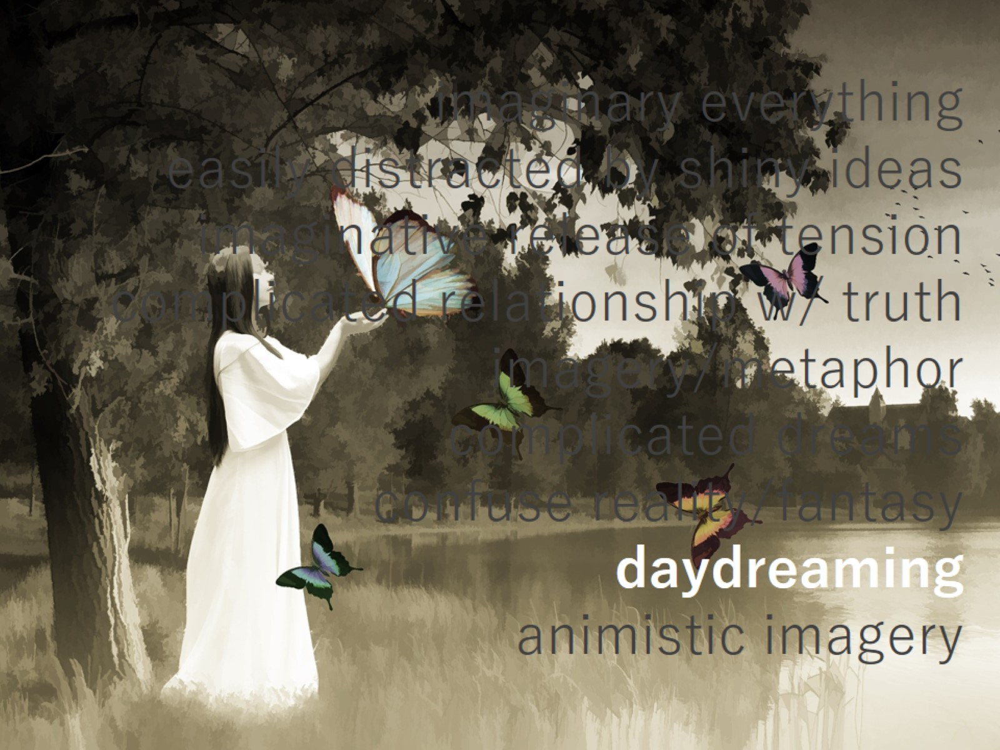 imaginary everything
easily distracted by shiny ideas
imaginative release of tension
complicated relationship w/ truth
imagery/metaphor
complicated dreams
confuse reality/fantasy
daydreaming
animistic imagery